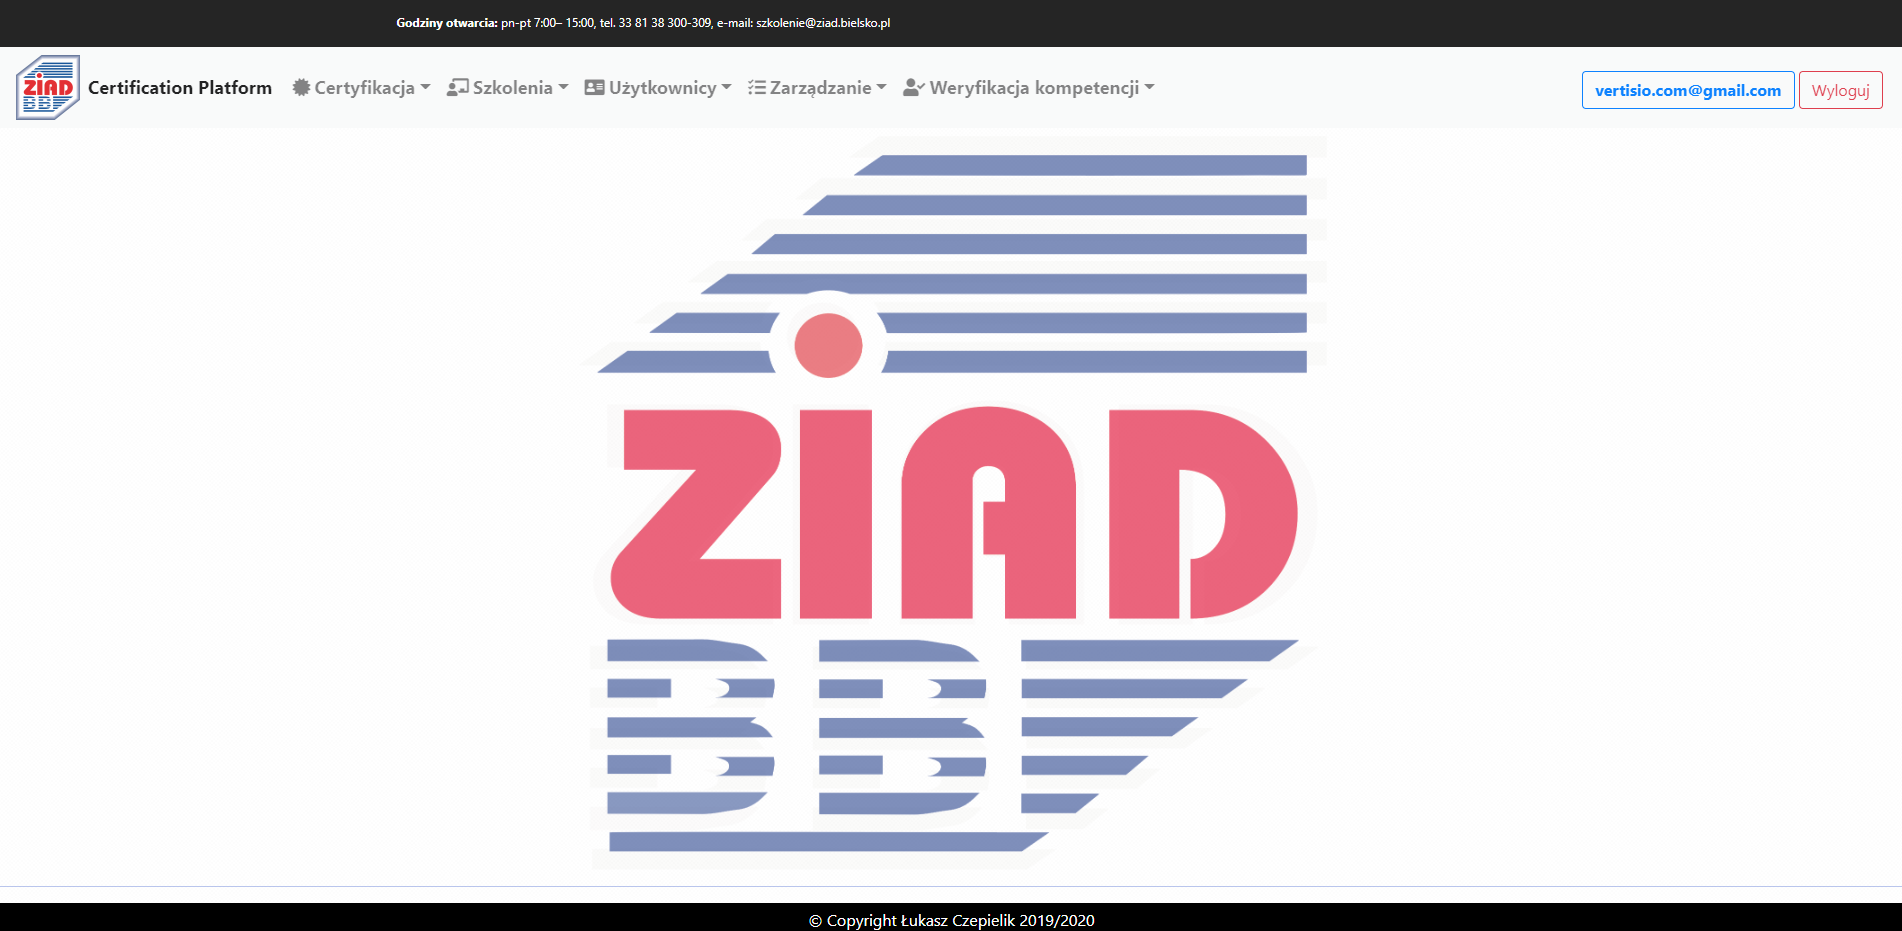 Godziny otwarcia: pn-pt 7:00– 15:00, tel. 33 81 38 300-309, e-mail: szkolenie@ziad.bielsko.pl
ZIAD BB Certification Platform Certyfikacja Szkolenia Użytkownicy Zarządzanie Weryfikacja kompetencji vertisio.com@gmail.com Wyloguj
ZiAD
BB
© Copyright Łukasz Czepielik 2019/2020